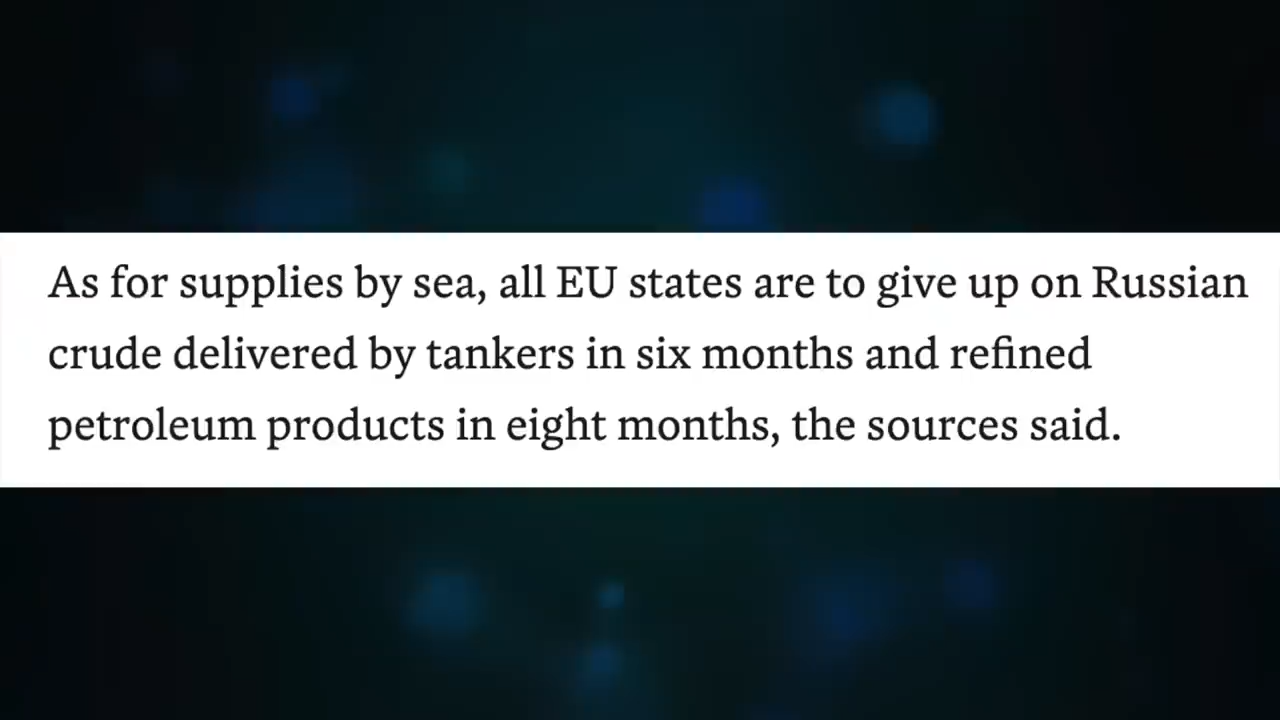 As for supplies by sea, all EU states are to give up on Russian
crude delivered by tankers in six months and refined
petroleum products in eight months, the sources said.